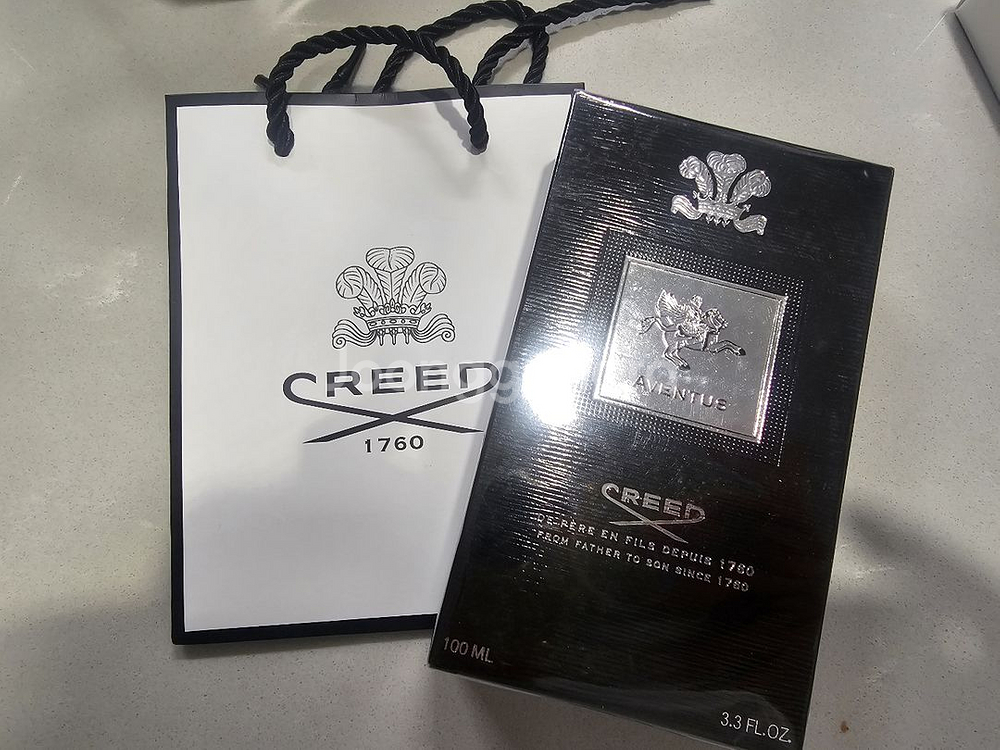 CREED
1760
AVENTUS
CREED
DE PÈRE EN FILS DEPUIS 1760
FROM FATHER TO SON SINCE 1760
100 ML
3.3 FL.OZ.